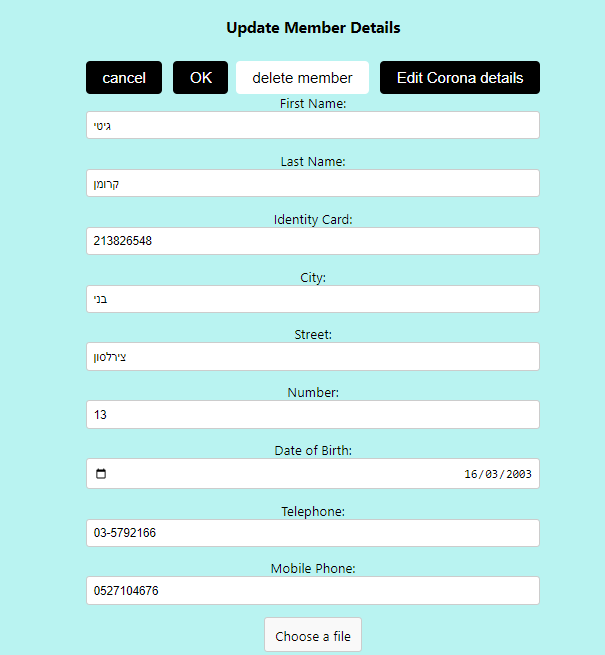 Update Member Details
cancel OK delete member Edit Corona details
First Name:
גיטי
Last Name:
קרומן
Identity Card:
213826548
City:
בני
Street:
צירלסון
Number:
13
Date of Birth:
16/03/2003
Telephone:
03-5792166
Mobile Phone:
0527104676
Choose a file